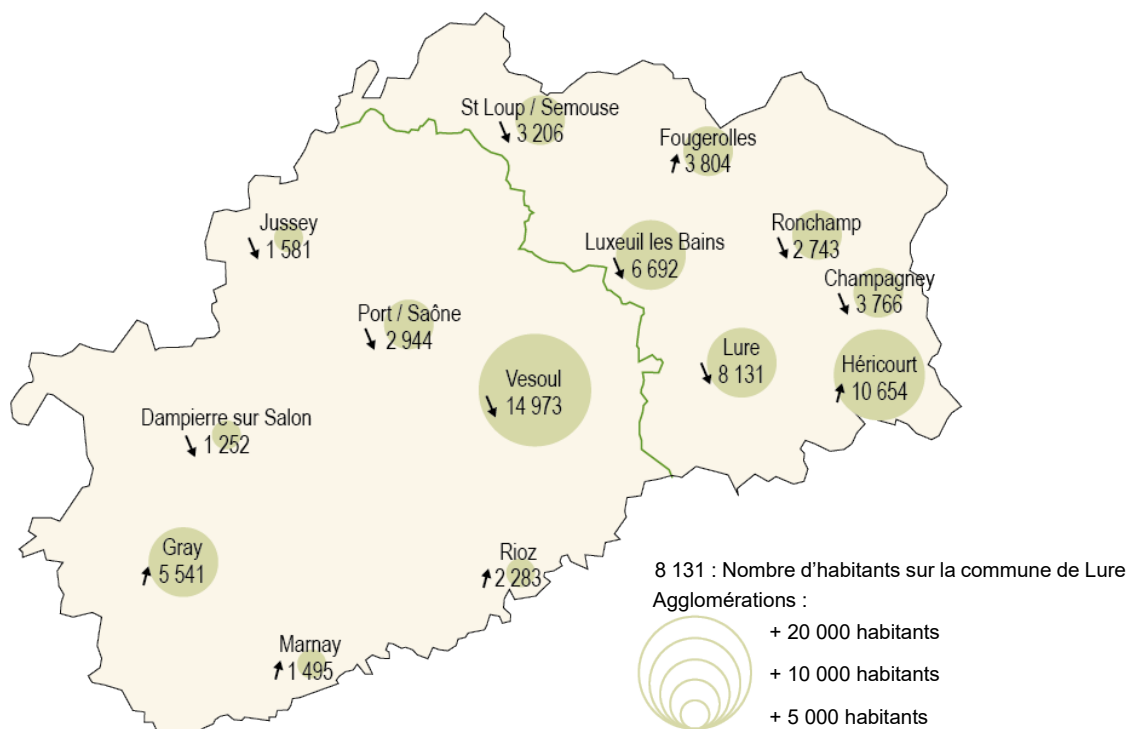 St Loup / Semouse
3 206
Fougerolles
3 804
Jussey
1 581
Luxeuil les Bains
6 692
Ronchamp
2 743
Champagney
3 766
Port / Saône
2 944
Vesoul
14 973
Lure
8 131
Héricourt
10 654
Dampierre sur Salon
1 252
Gray
5 541
Rioz
2 283
Marnay
1 495
8 131 : Nombre d’habitants sur la commune de Lure
Agglomérations :
+ 20 000 habitants
+ 10 000 habitants
+ 5 000 habitants